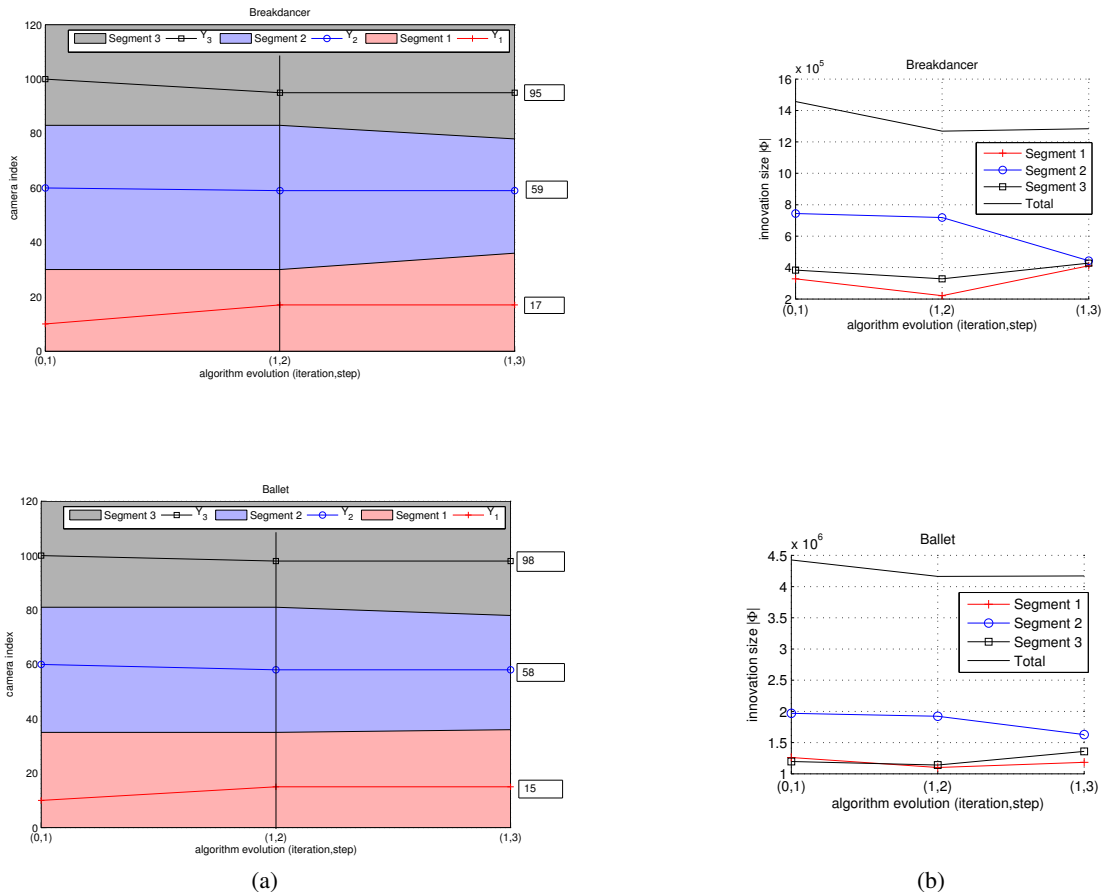 Breakdancer
120
100
80
60
40
20
0
camera index
Segment 3 Y3 Segment 2 Y2 Segment 1 Y1
95
59
17
(0,1) (1,2) (1,3)
algorithm evolution (iteration,step)
Breakdancer
x 10^5
16
14
12
10
8
6
4
2
innovation size |Φ|
Segment 1
Segment 2
Segment 3
Total
(0,1) (1,2) (1,3)
algorithm evolution (iteration,step)
Ballet
120
100
80
60
40
20
0
camera index
Segment 3 Y3 Segment 2 Y2 Segment 1 Y1
98
58
15
(0,1) (1,2) (1,3)
algorithm evolution (iteration,step)
Ballet
x 10^6
4.5
4
3.5
3
2.5
2
1.5
1
innovation size |Φ|
Segment 1
Segment 2
Segment 3
Total
(0,1) (1,2) (1,3)
algorithm evolution (iteration,step)
(a) (b)